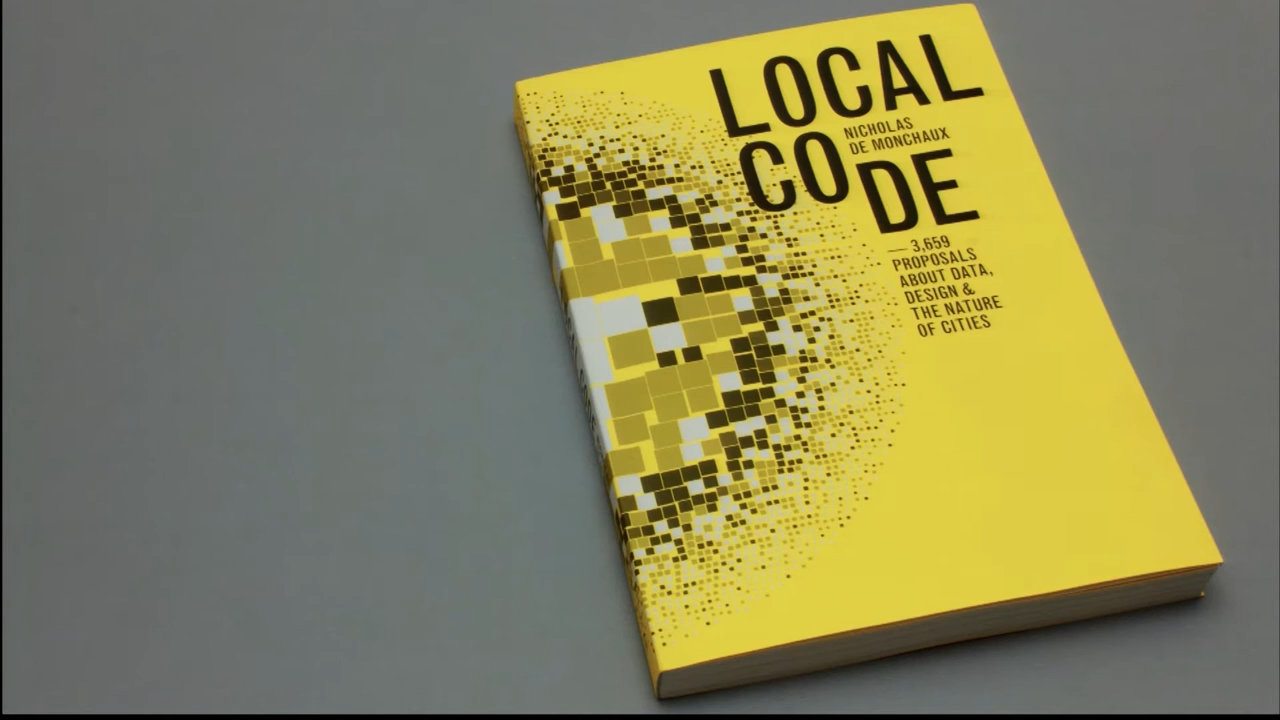 LOCAL
CODE
NICHOLAS
DE MONCHAUX
— 3,659
PROPOSALS
ABOUT DATA,
DESIGN &
THE NATURE
OF CITIES